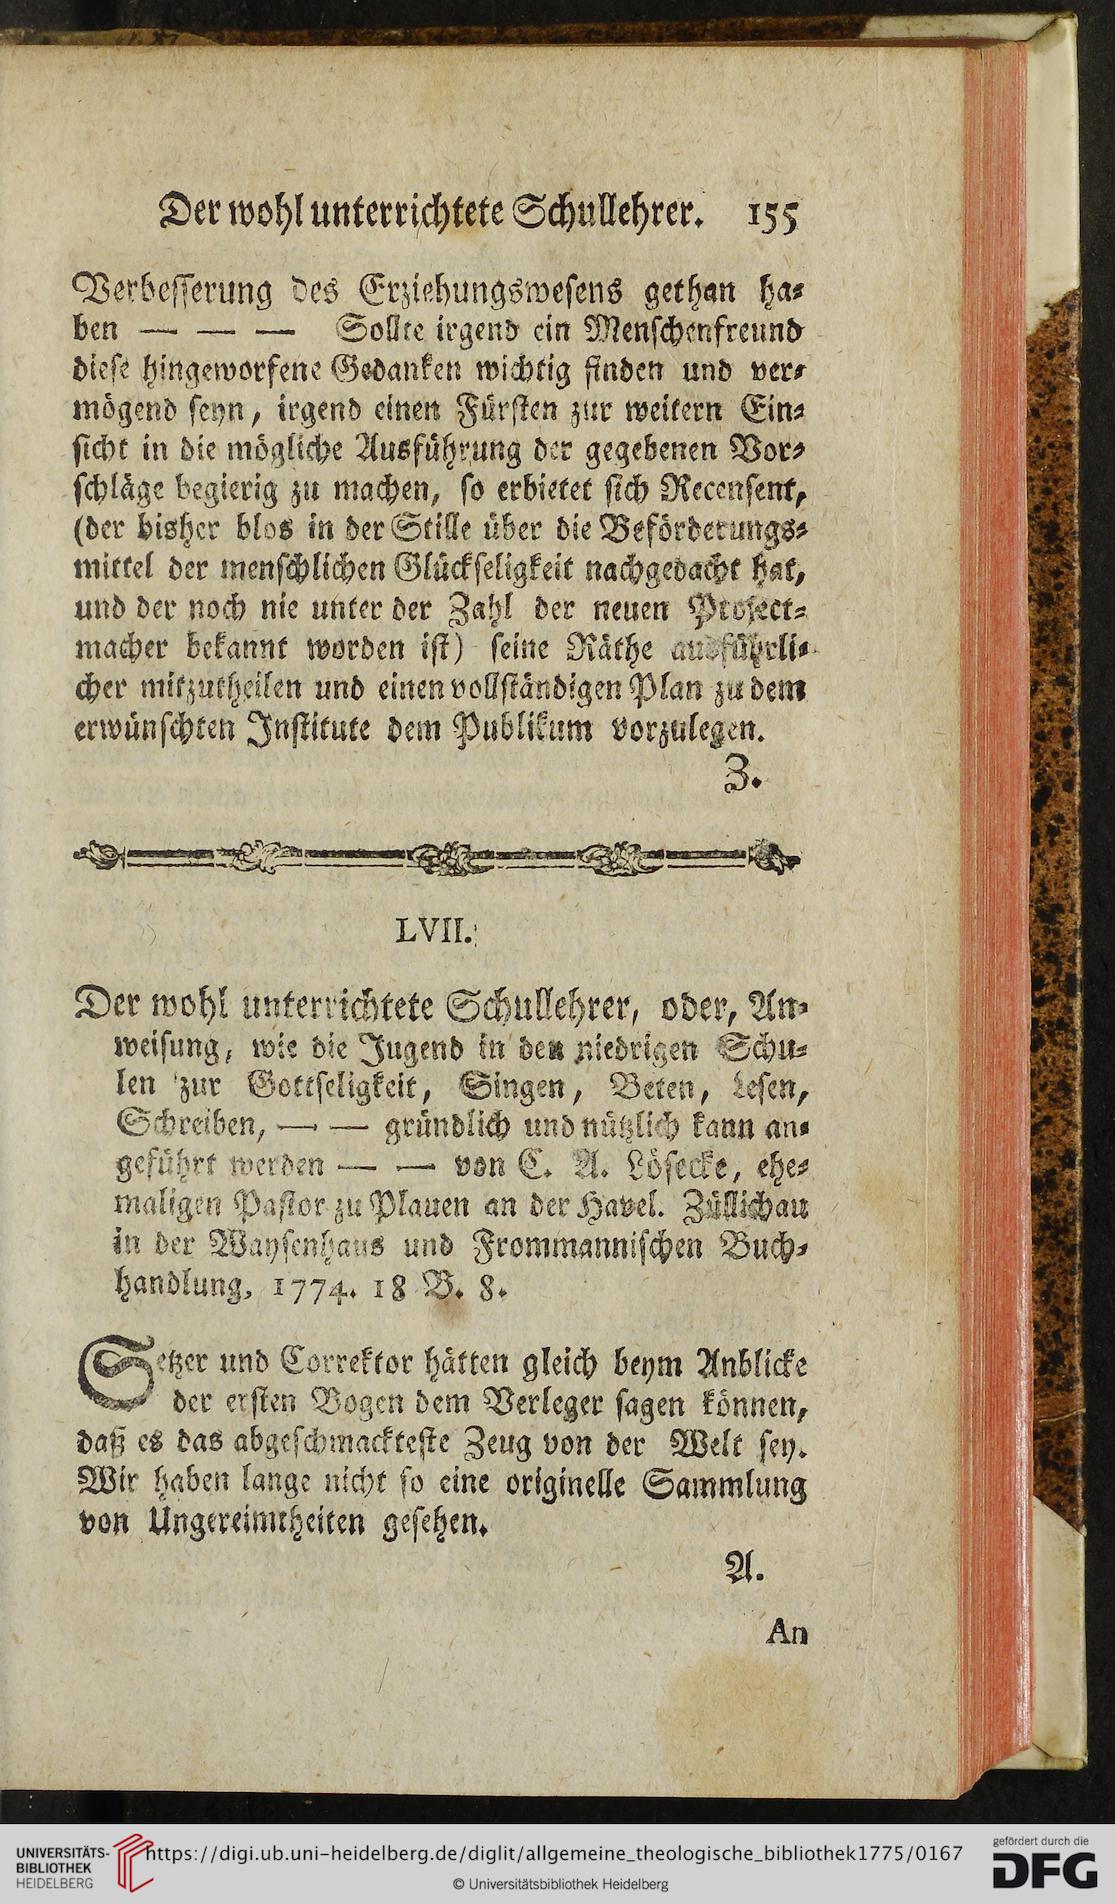 Der wohl unterrichtete Schullehrer. 155
Verbesserung des Erziehungswesens gethan ha-
ben — — — Sollte irgend ein Menschenfreund
diese hingeworfene Gedanken wichtig finden und ver-
mögend seyn, irgend einen Fürsten zur weitern Ein-
sicht in die mögliche Ausführung der gegebenen Vor-
schläge begierig zu machen, so erbietet sich Recensent,
(der bisher blos in der Stille über die Beförderungs-
mittel der menschlichen Glückseligkeit nachgedacht hat,
und der noch nie unter der Zahl der neuen Project-
macher bekannt worden ist) seine Räthe ausführli-
cher mitzutheilen und einen vollständigen Plan zu dem
erwünschten Institute dem Publikum vorzulegen.
Z.
LVII.
Der wohl unterrichtete Schullehrer, oder, An-
weisung, wie die Jugend in den niedrigen Schu-
len zur Gottseligkeit, Singen, Beten, Lesen,
Schreiben, — — gründlich und nützlich kann an-
geführt werden — — von C. A. Lösecke, ehe-
maligen Pastor zu Plauen an der Havel. Züllichau
in der Waysenhaus und Frommannischen Buch-
handlung, 1774. 18 B. 8.
Setzer und Correktor hätten gleich beym Anblicke
der ersten Bogen dem Verleger sagen können,
daß es das abgeschmackteste Zeug von der Welt sey.
Wir haben lange nicht so eine originelle Sammlung
von Ungereimtheiten gesehen.
A.
An
UNIVERSITÄTS-
BIBLIOTHEK
HEIDELBERG
https://digi.ub.uni-heidelberg.de/diglit/allgemeine_theologische_bibliothek1775/0167
© Universitätsbibliothek Heidelberg
gefördert durch die
DFG